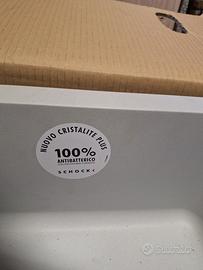 NUOVO CRISTALITE PLUS
100%
ANTIBATTERICO
SCHOCK